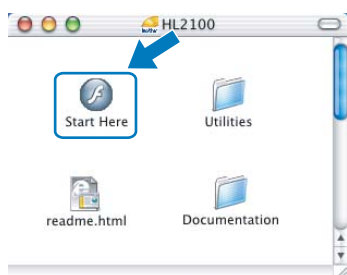 HL2100
Start Here
Utilities
readme.html
Documentation